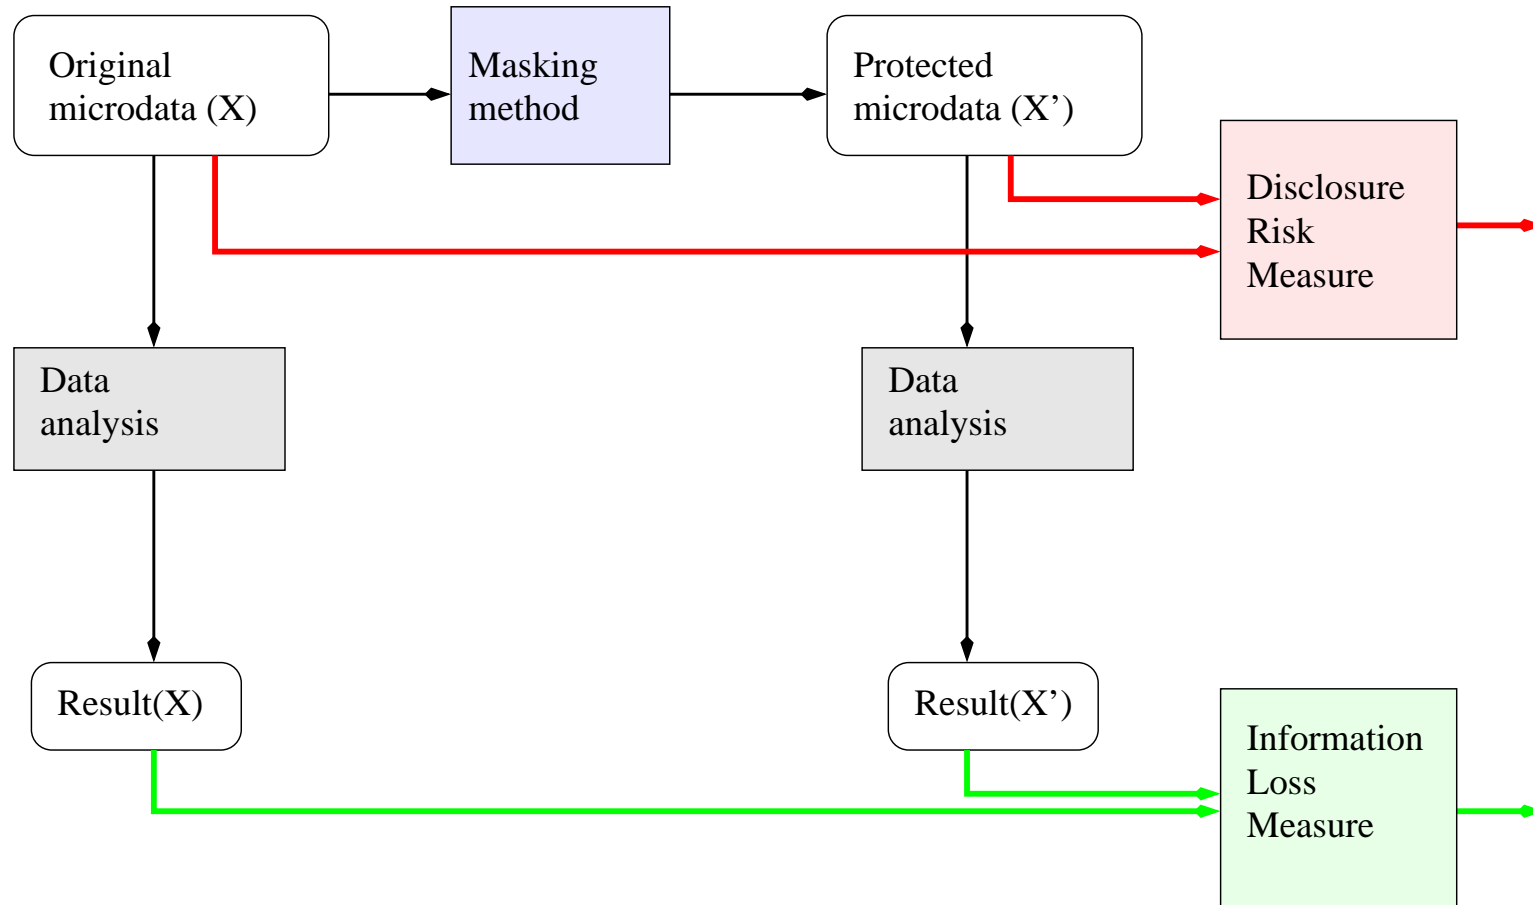 Original
microdata (X)
Masking
method
Protected
microdata (X’)
Disclosure
Risk
Measure
Data
analysis
Data
analysis
Result(X)
Result(X’)
Information
Loss
Measure